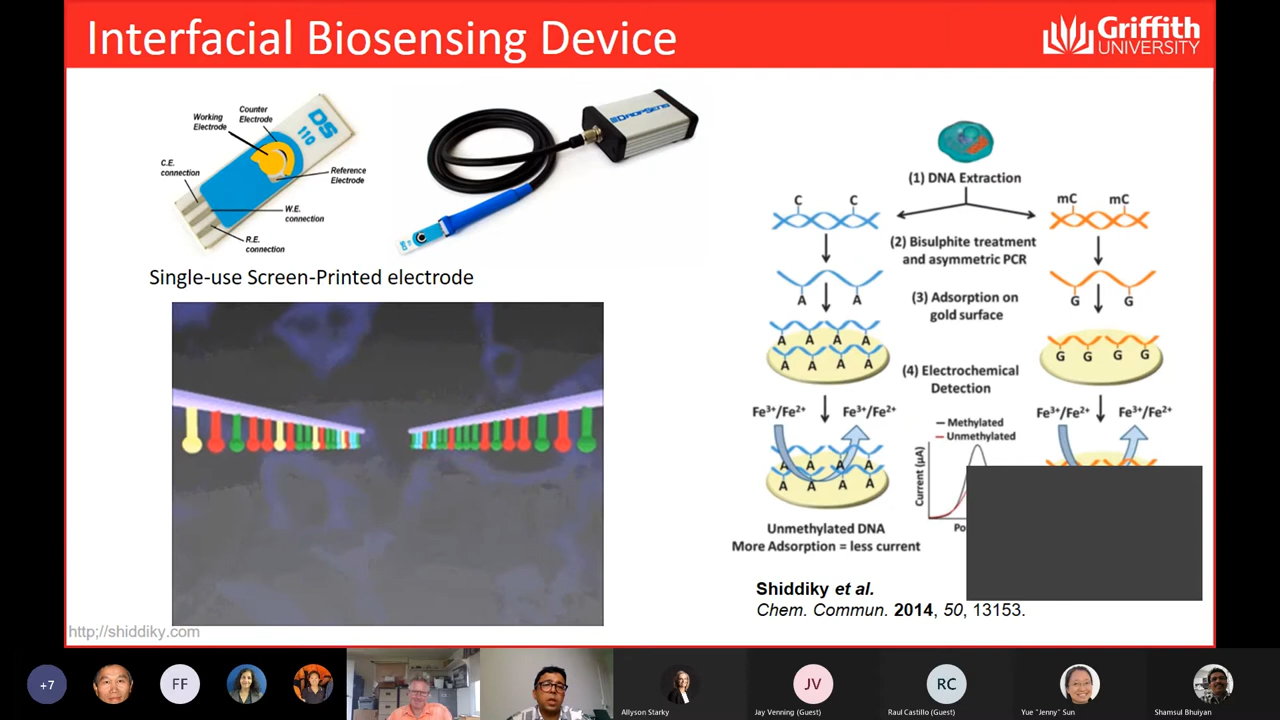 Interfacial Biosensing Device
Griffith
UNIVERSITY
Counter
Electrode
Working
Electrode
DS
110
C.E.
connection
Reference
Electrode
W.E.
connection
R.E.
connection
DROPSENS
DS
Single-use Screen-Printed electrode
(1) DNA Extraction
C C
mC mC
(2) Bisulphite treatment
and asymmetric PCR
A A
G G
(3) Adsorption on
gold surface
A A A A
A A A A
G G G G
(4) Electrochemical
Detection
Fe³⁺/Fe²⁺ Fe³⁺/Fe²⁺
Fe³⁺/Fe²⁺ Fe³⁺/Fe²⁺
Methylated
Unmethylated
Current (µA)
A A A A
A A A A
Unmethylated DNA
More Adsorption = less current
Shiddiky et al.
Chem. Commun. 2014, 50, 13153.
http;//shiddiky.com
+7
FF
Allyson Starky
JV
Jay Venning (Guest)
RC
Raul Castillo (Guest)
Yue "Jenny" Sun
Shamsul Bhuiyan